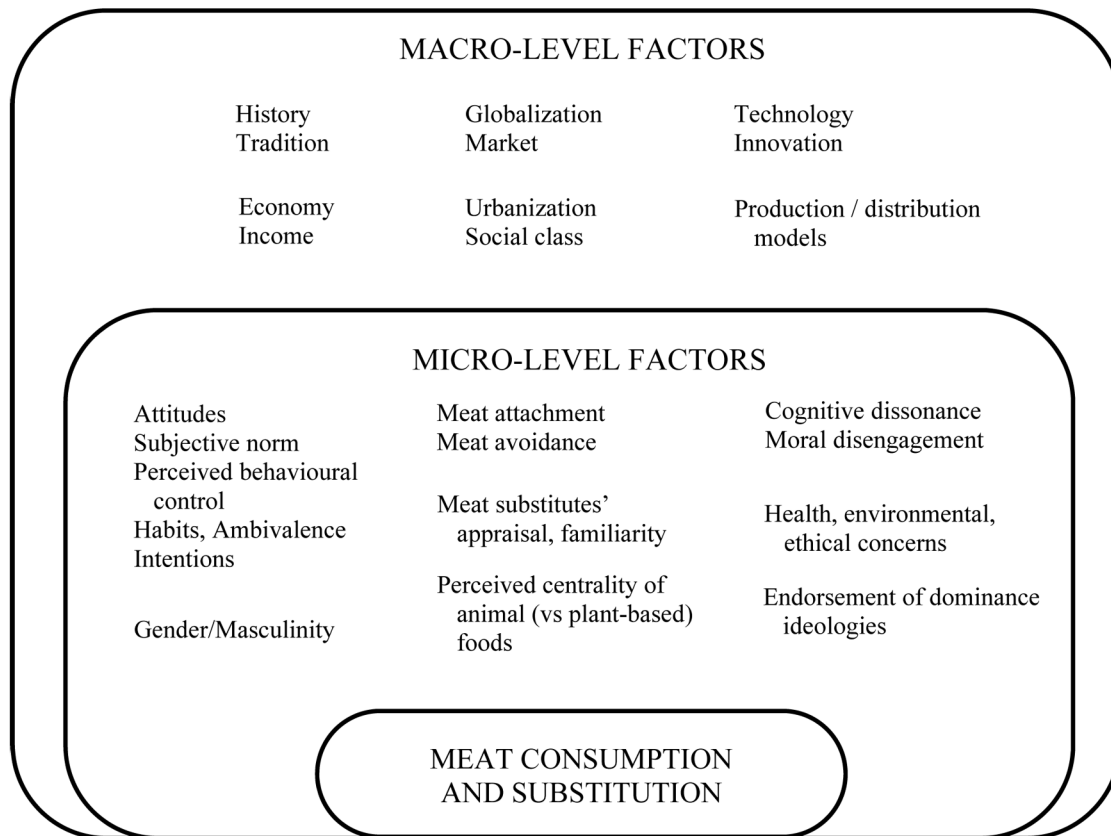 MACRO-LEVEL FACTORS
History
Tradition
Globalization
Market
Technology
Innovation
Economy
Income
Urbanization
Social class
Production / distribution
models
MICRO-LEVEL FACTORS
Attitudes
Subjective norm
Perceived behavioural
control
Habits, Ambivalence
Intentions
Gender/Masculinity
Meat attachment
Meat avoidance
Meat substitutes’
appraisal, familiarity
Perceived centrality of
animal (vs plant-based)
foods
Cognitive dissonance
Moral disengagement
Health, environmental,
ethical concerns
Endorsement of dominance
ideologies
MEAT CONSUMPTION
AND SUBSTITUTION